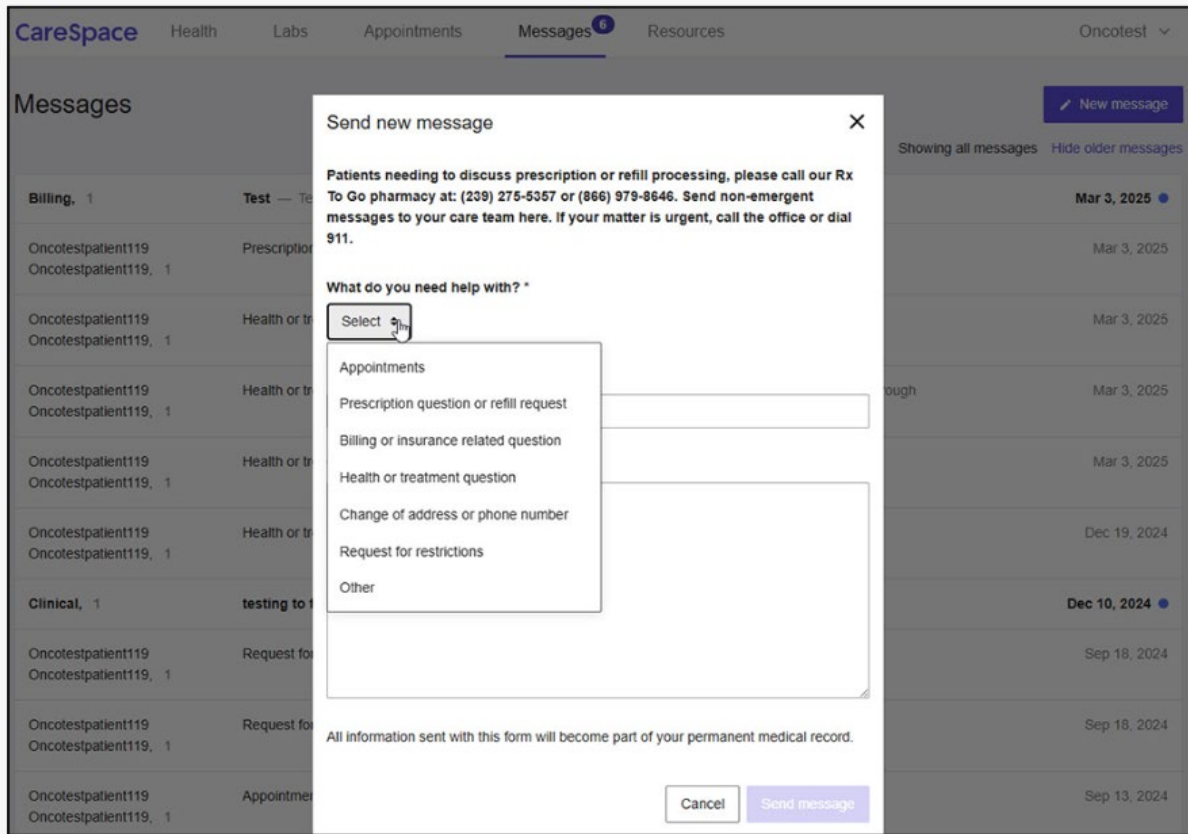 CareSpace Health Labs Appointments Messages 6 Resources Oncotest
Messages
New message
Showing all messages Hide older messages
Send new message
Patients needing to discuss prescription or refill processing, please call our Rx
To Go pharmacy at: (239) 275-5357 or (866) 979-8646. Send non-emergent
messages to your care team here. If your matter is urgent, call the office or dial
911.
What do you need help with? *
Select
Appointments
Prescription question or refill request
Billing or insurance related question
Health or treatment question
Change of address or phone number
Request for restrictions
Other
All information sent with this form will become part of your permanent medical record.
Cancel Send message
Billing, 1 Test — Te Mar 3, 2025
Oncotestpatient119 Prescription Mar 3, 2025
Oncotestpatient119, 1
Oncotestpatient119 Health or tr Mar 3, 2025
Oncotestpatient119, 1
Oncotestpatient119 Health or tr ough Mar 3, 2025
Oncotestpatient119, 1
Oncotestpatient119 Health or tr Mar 3, 2025
Oncotestpatient119, 1
Oncotestpatient119 Health or tr Dec 19, 2024
Oncotestpatient119, 1
Clinical, 1 testing to f Dec 10, 2024
Oncotestpatient119 Request for Sep 18, 2024
Oncotestpatient119, 1
Oncotestpatient119 Request for Sep 18, 2024
Oncotestpatient119, 1
Oncotestpatient119 Appointmen Sep 13, 2024
Oncotestpatient119, 1